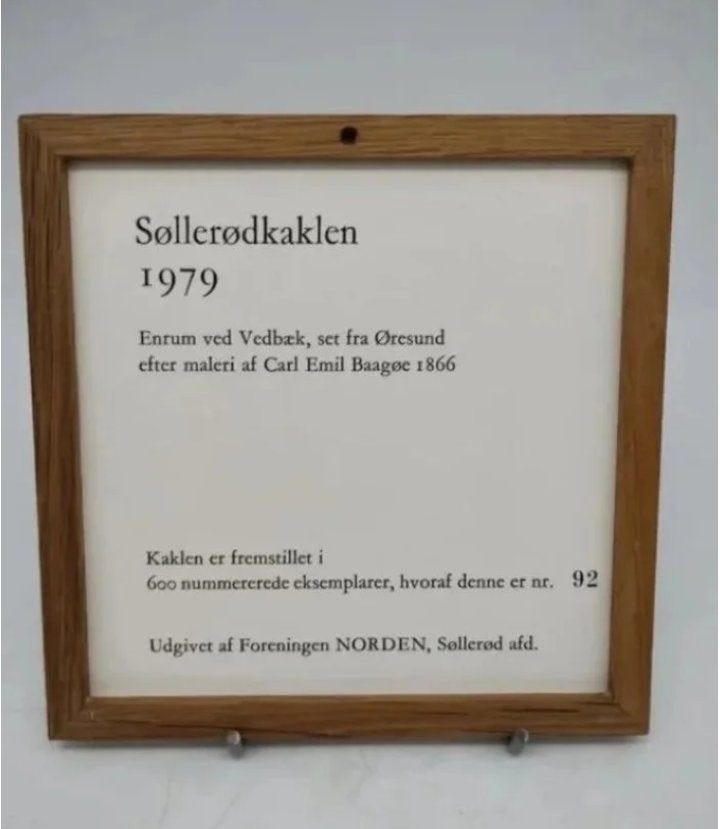 Søllerødkaklen
1979
Enrum ved Vedbæk, set fra Øresund
efter maleri af Carl Emil Baagøe 1866
Kaklen er fremstillet i
600 nummererede eksemplarer, hvoraf denne er nr. 92
Udgivet af Foreningen NORDEN, Søllerød afd.